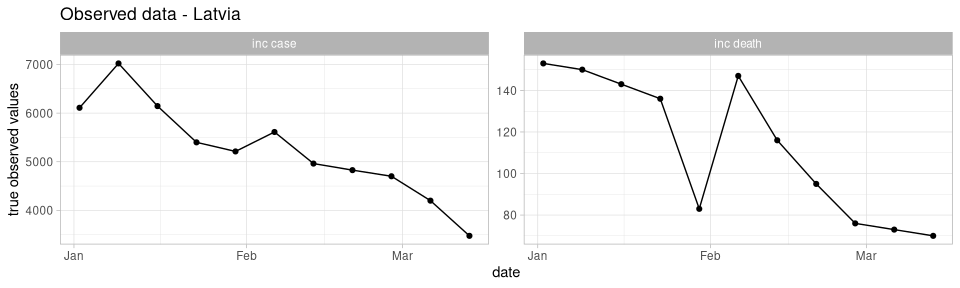 Observed data - Latvia
inc case
inc death
true observed values
7000
6000
5000
4000
140
120
100
80
Jan
Feb
Mar
Jan
Feb
Mar
date